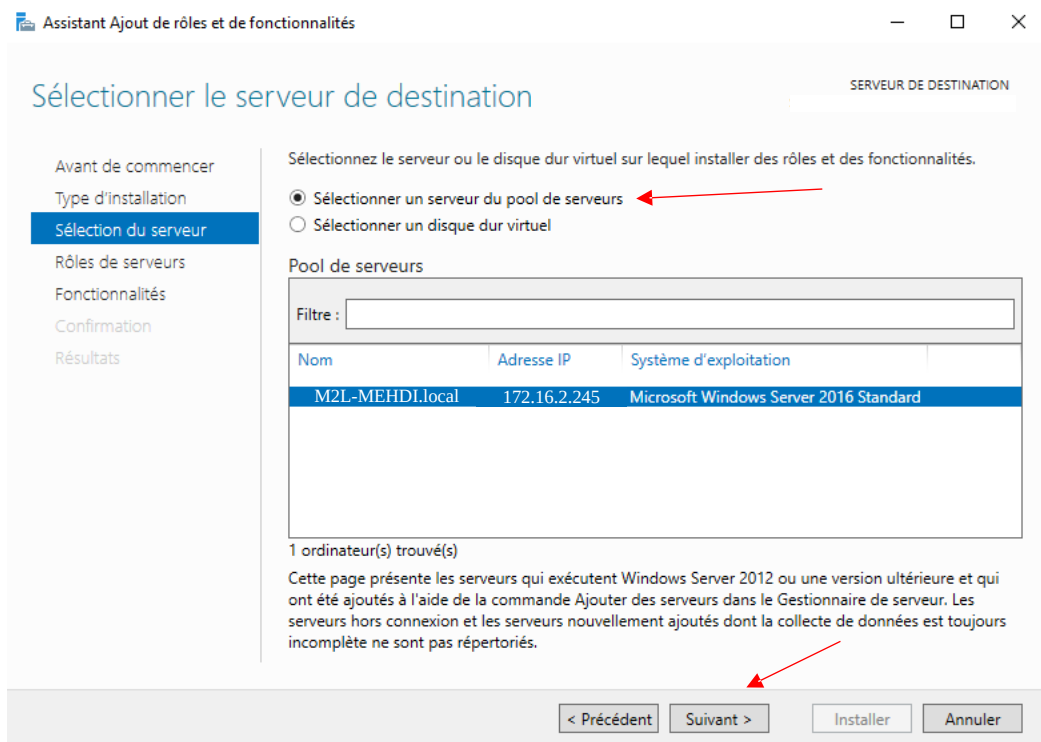 Assistant Ajout de rôles et de fonctionnalités
Sélectionner le serveur de destination
SERVEUR DE DESTINATION
Avant de commencer
Type d'installation
Sélection du serveur
Rôles de serveurs
Fonctionnalités
Confirmation
Résultats
Sélectionnez le serveur ou le disque dur virtuel sur lequel installer des rôles et des fonctionnalités.
Sélectionner un serveur du pool de serveurs
Sélectionner un disque dur virtuel
Pool de serveurs
Filtre :
Nom Adresse IP Système d'exploitation
M2L-MEHDI.local 172.16.2.245 Microsoft Windows Server 2016 Standard
1 ordinateur(s) trouvé(s)
Cette page présente les serveurs qui exécutent Windows Server 2012 ou une version ultérieure et qui
ont été ajoutés à l'aide de la commande Ajouter des serveurs dans le Gestionnaire de serveur. Les
serveurs hors connexion et les serveurs nouvellement ajoutés dont la collecte de données est toujours
incomplète ne sont pas répertoriés.
< Précédent Suivant > Installer Annuler